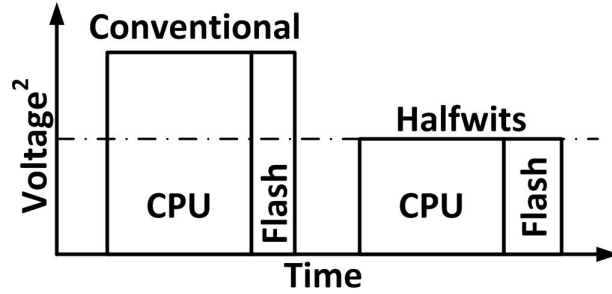 Conventional
Voltage²
Halfwits
CPU
Flash
CPU
Flash
Time